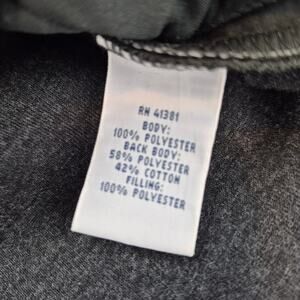 RN 41381
BODY:
100% POLYESTER
BACK BODY:
58% POLYESTER
42% COTTON
FILLING:
100% POLYESTER